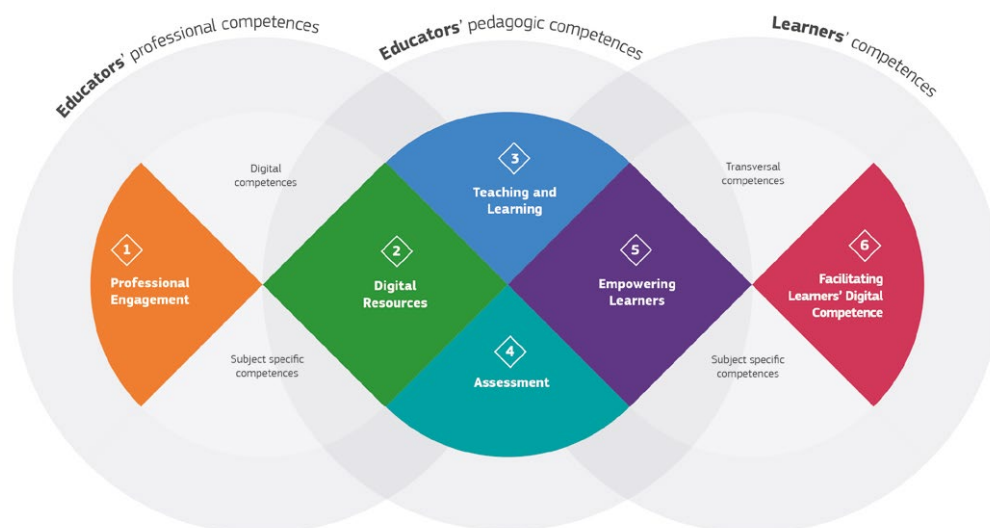 Educators' professional competences
Educators' pedagogic competences
Learners' competences
Digital
competences
Transversal
competences
3
Teaching and
Learning
1
Professional
Engagement
2
Digital
Resources
5
Empowering
Learners
6
Facilitating
Learners' Digital
Competence
4
Assessment
Subject specific
competences
Subject specific
competences